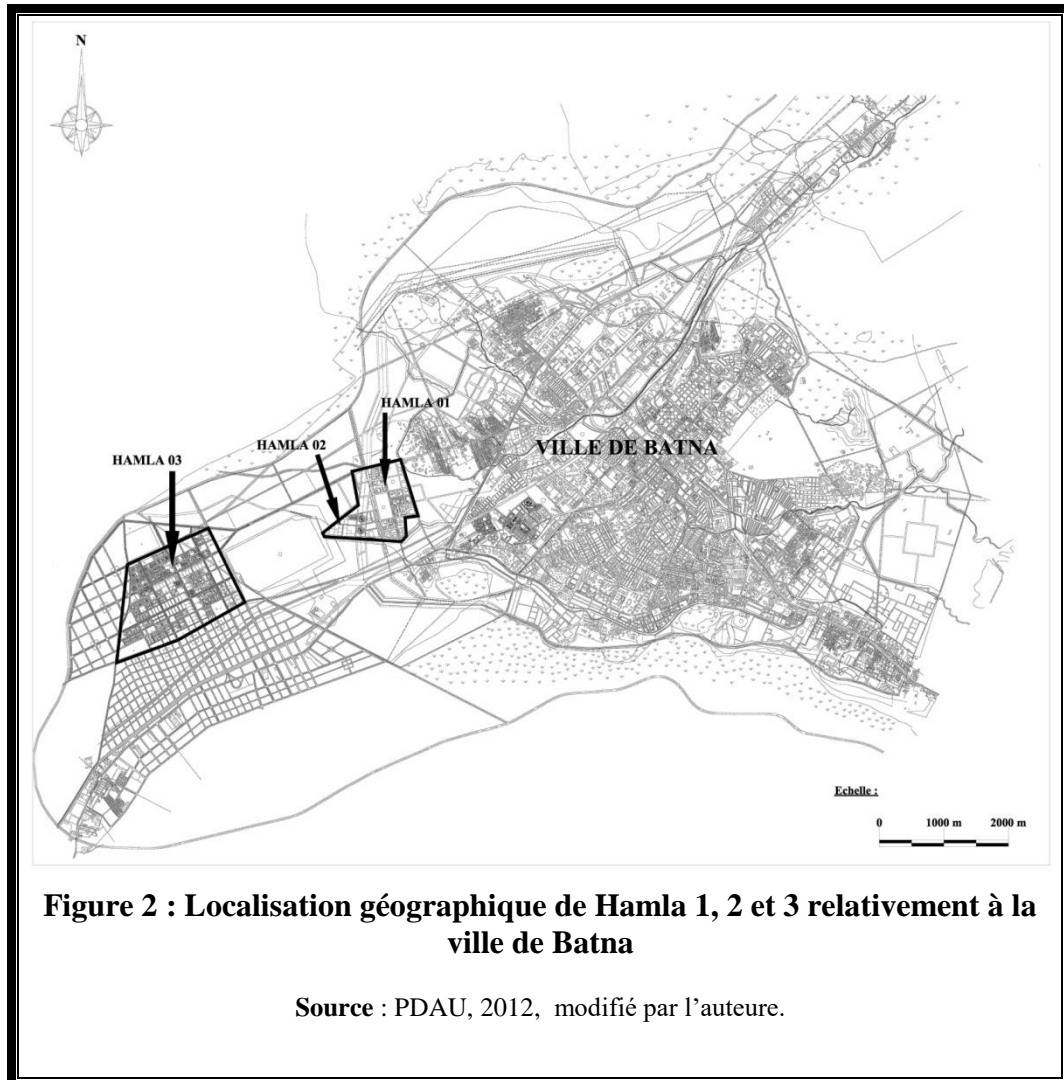 N
HAMLA 01
HAMLA 02
VILLE DE BATNA
HAMLA 03
Echelle :
0 1000 m 2000 m
Figure 2 : Localisation géographique de Hamla 1, 2 et 3 relativement à la
ville de Batna
Source : PDAU, 2012, modifié par l'auteure.